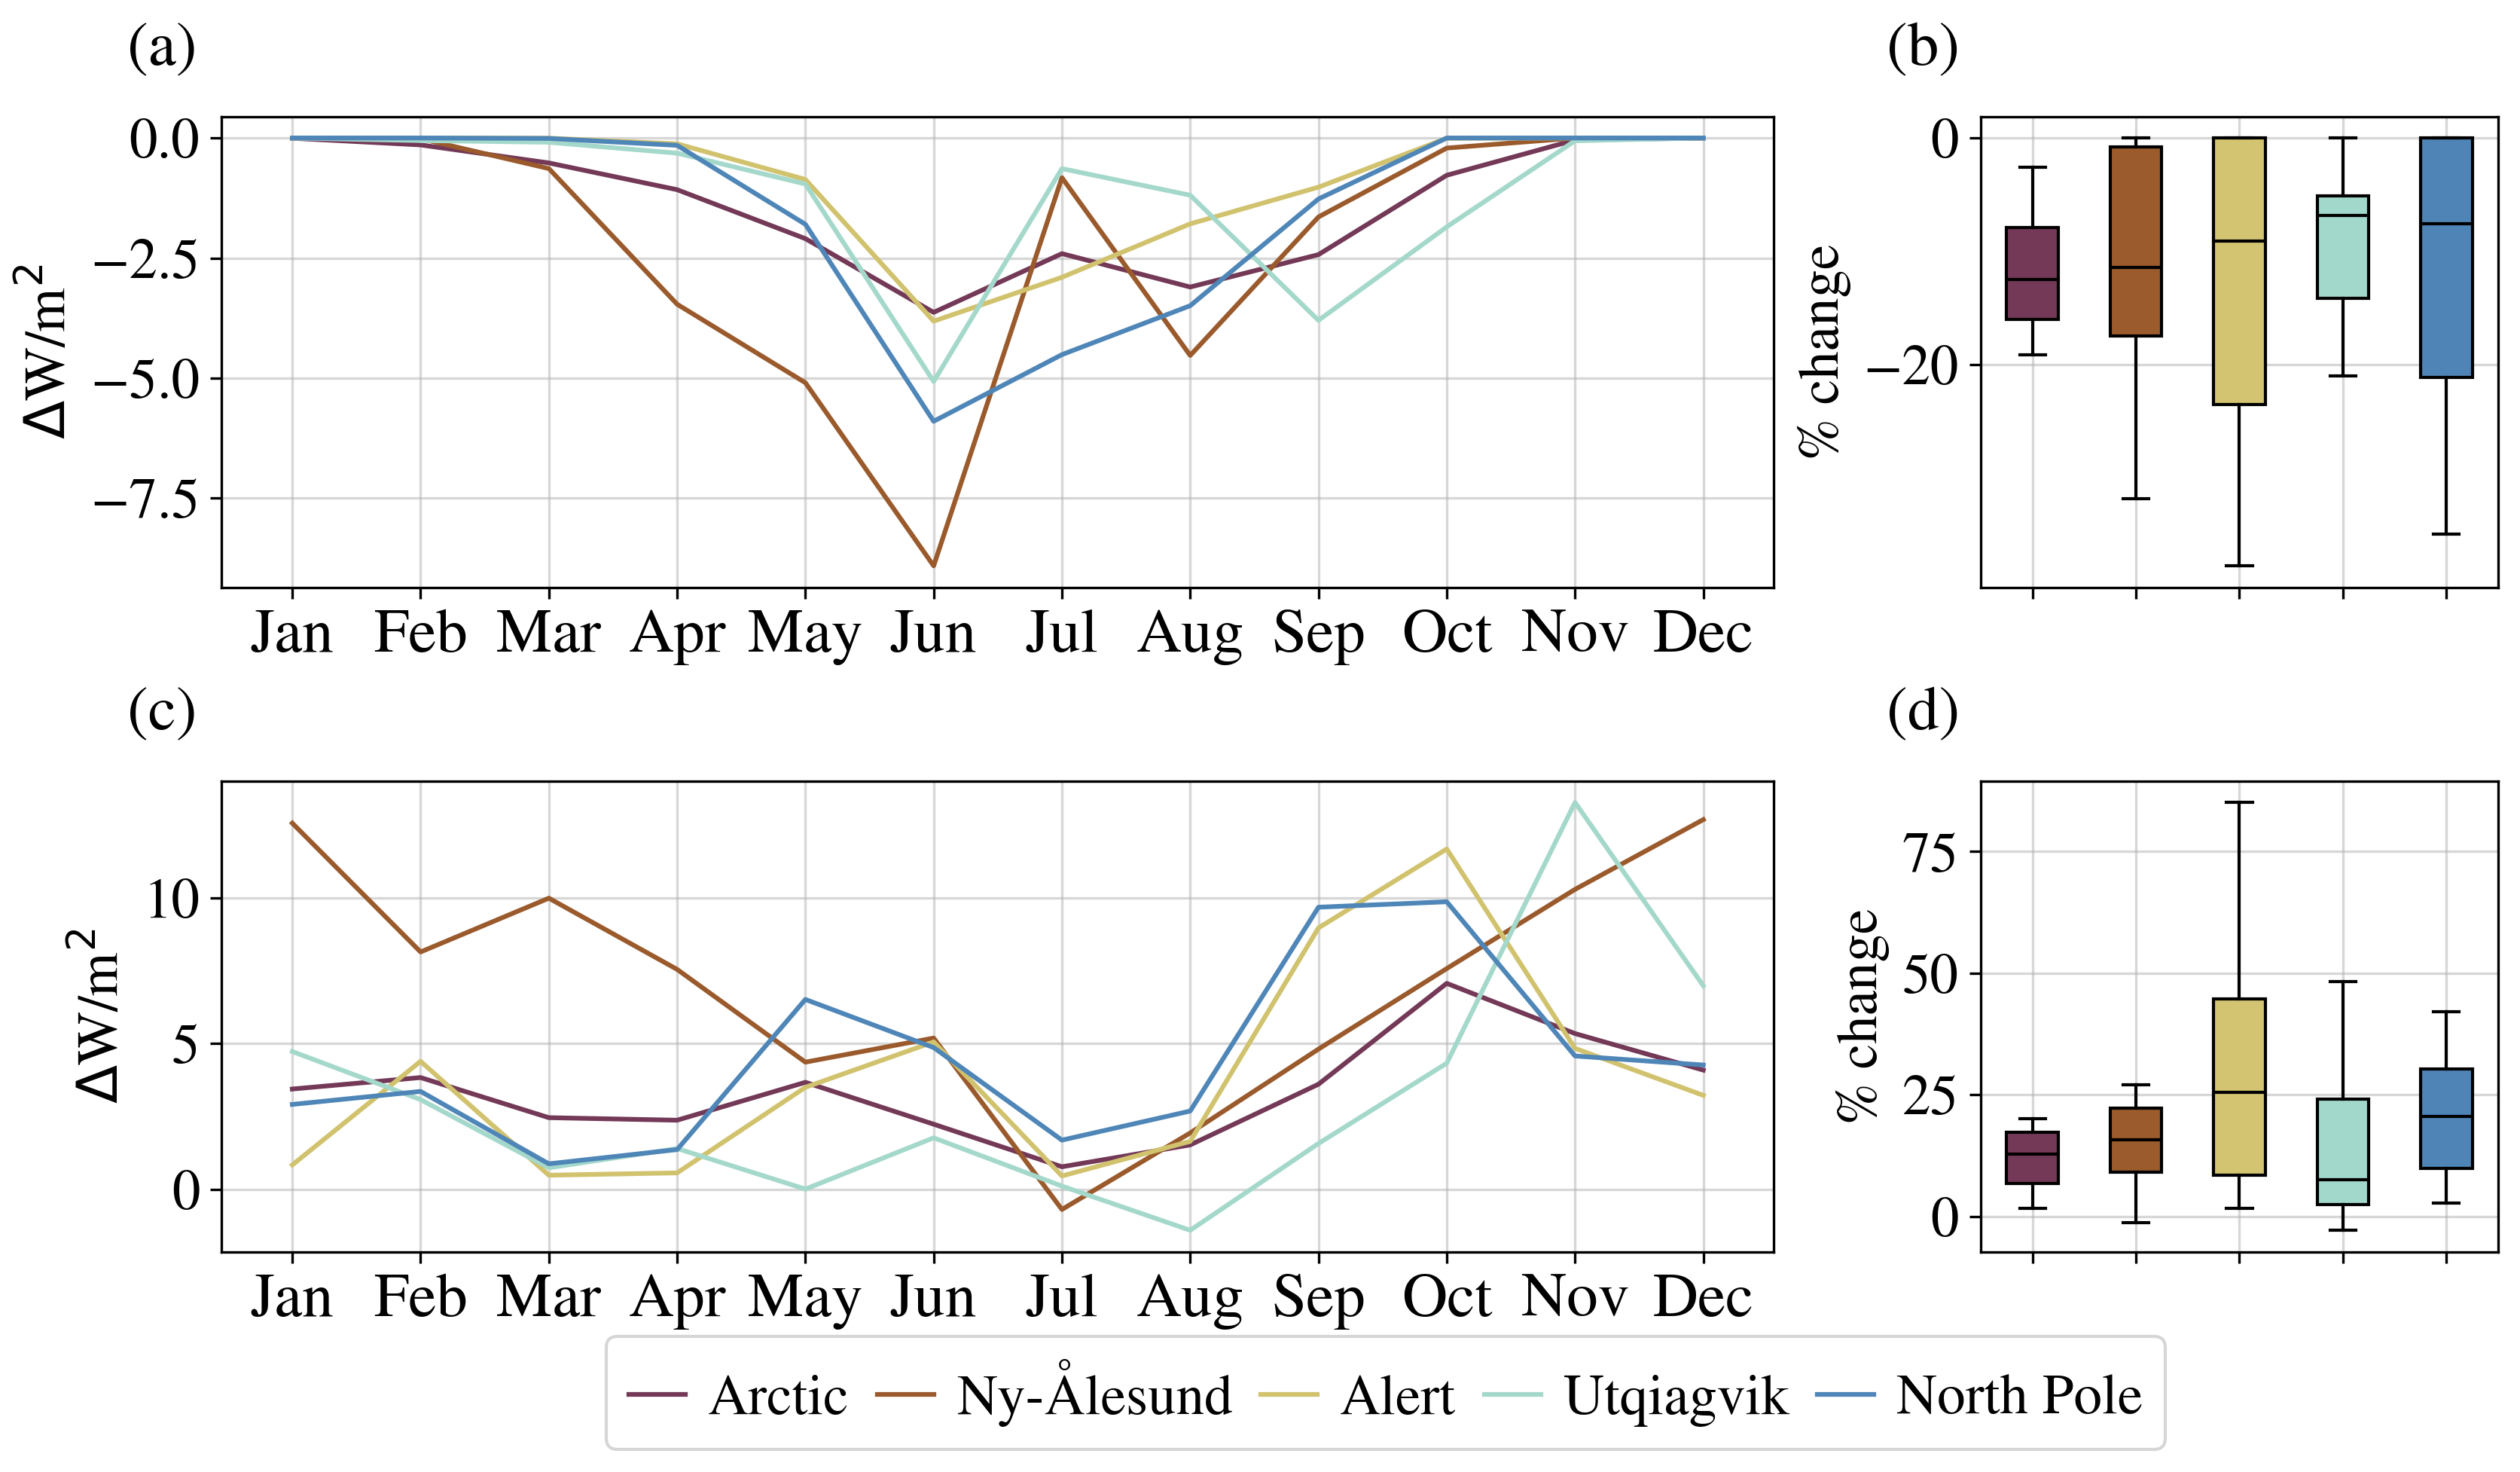 (a)
(b)
0.0
−2.5
−5.0
−7.5
ΔW/m²
Jan Feb Mar Apr May Jun Jul Aug Sep Oct Nov Dec
0
−20
% change
(c)
(d)
10
5
0
ΔW/m²
Jan Feb Mar Apr May Jun Jul Aug Sep Oct Nov Dec
75
50
25
0
% change
Arctic Ny-Ålesund Alert Utqiagvik North Pole